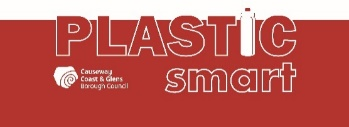 PLASTIC
smart
Causeway
Coast & Glens
Borough Council